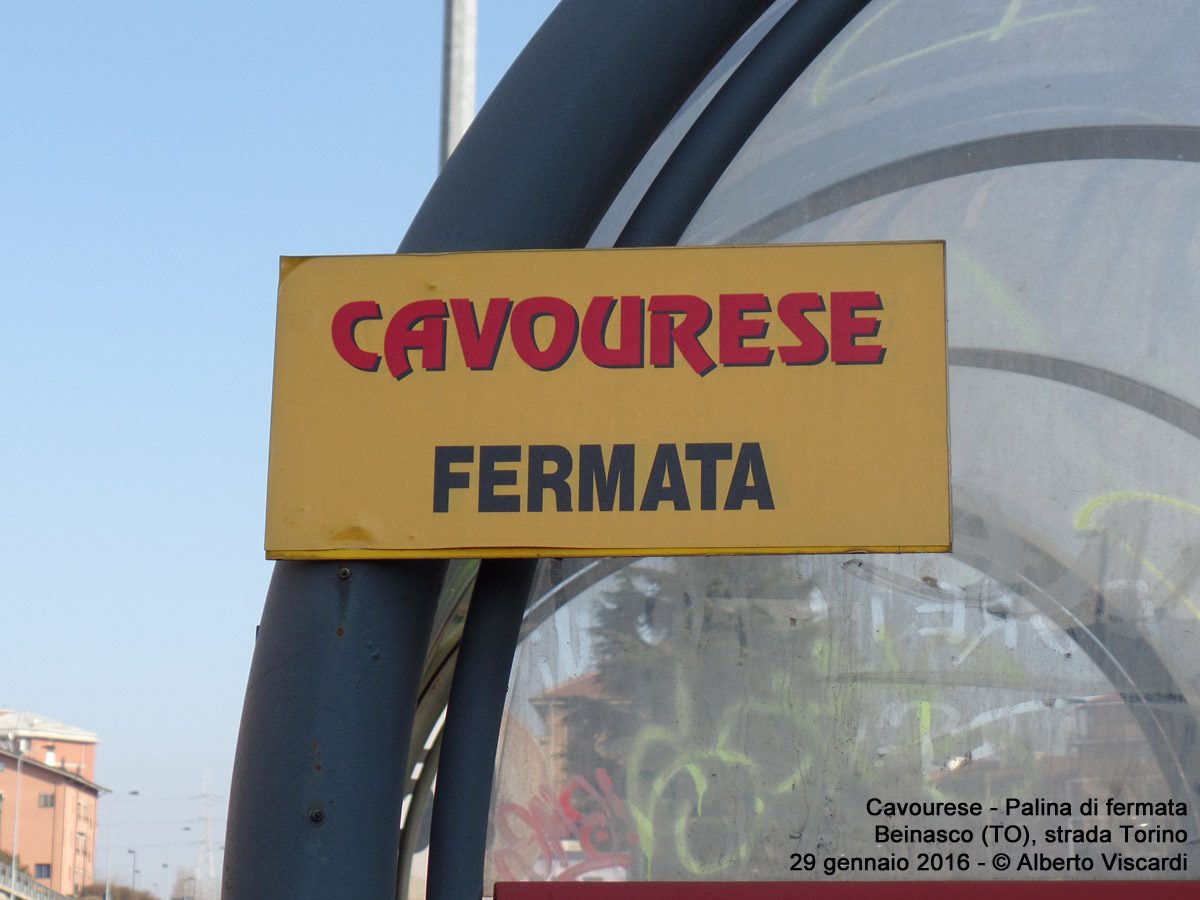 CAVOURESE
FERMATA
Cavourese - Palina di fermata
Beinasco (TO), strada Torino
29 gennaio 2016 - © Alberto Viscardi